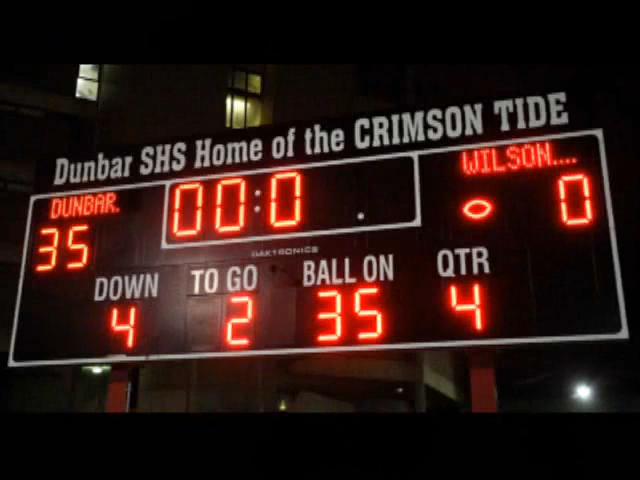 Dunbar SHS Home of the CRIMSON TIDE
DUNBAR. 00:0 . WILSON....
35 0
DAKTRONICS
DOWN TO GO BALL ON QTR
4 2 35 4